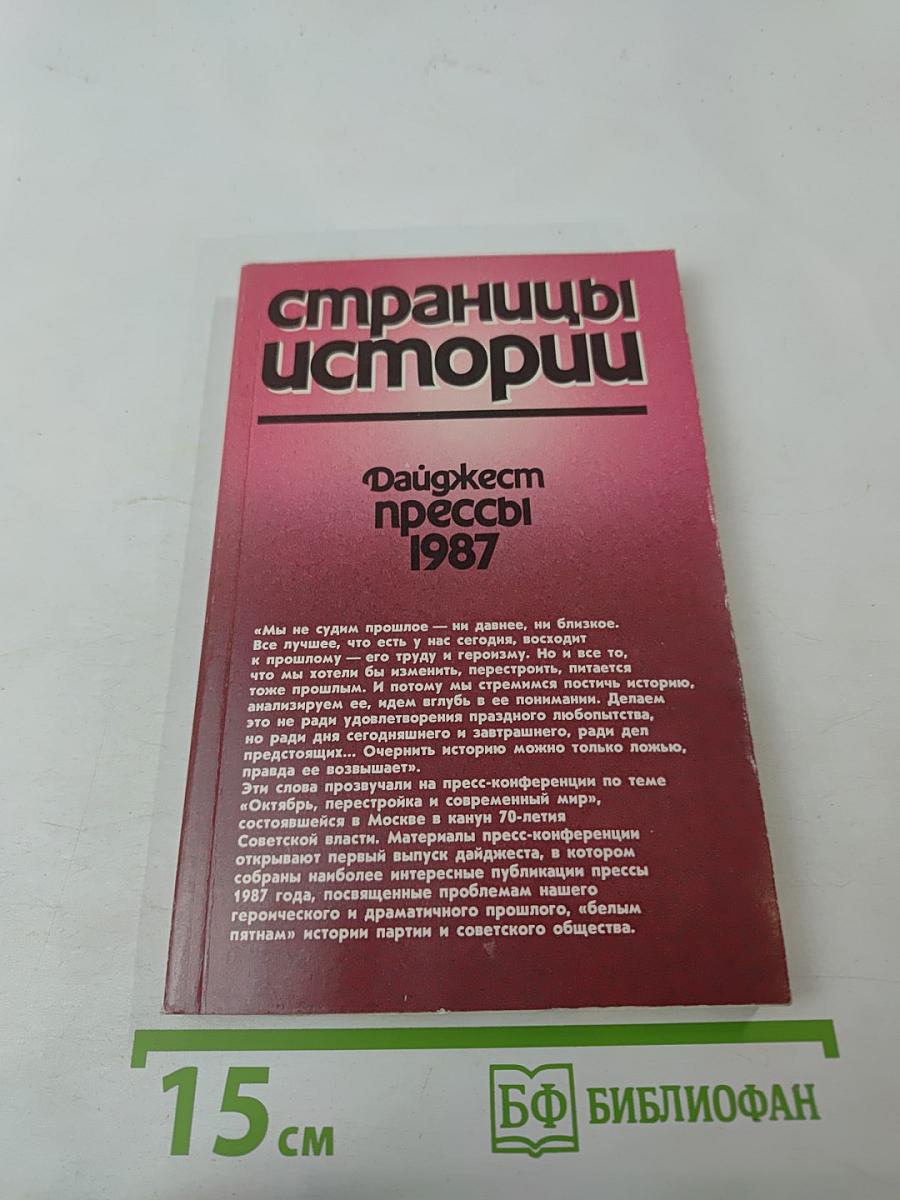 страницы
истории
Дайджест
прессы
1987
«Мы не судим прошлое — ни давнее, ни близкое.
Все лучшее, что есть у нас сегодня, восходит
к прошлому — его труду и героизму. Но и все то,
что мы хотели бы изменить, перестроить, питается
тоже прошлым. И потому мы стремимся постичь историю,
анализируем ее, идем вглубь в ее понимании. Делаем
это не ради удовлетворения праздного любопытства,
но ради дня сегодняшнего и завтрашнего, ради дел
предстоящих... Очернить историю можно только ложью,
правда ее возвышает».
Эти слова прозвучали на пресс-конференции по теме
«Октябрь, перестройка и современный мир»,
состоявшейся в Москве в канун 70-летия
Советской власти. Материалы пресс-конференции
открывают первый выпуск дайджеста, в котором
собраны наиболее интересные публикации прессы
1987 года, посвященные проблемам нашего
героического и драматичного прошлого, «белым
пятнам» истории партии и советского общества.
15 см
БФ БИБЛИОФАН